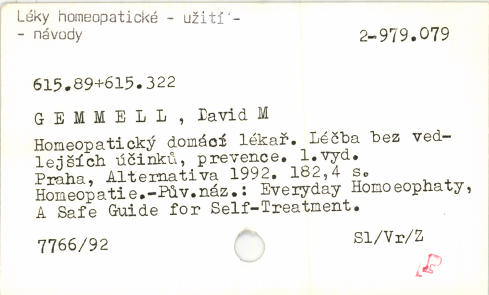 Léky homeopatické - užití -
- návody
2-979.079
615.89+615.322
G E M M E L L , David M
Homeopatický domácí lékař. Léčba bez ved-
lejších účinků, prevence. 1.vyd.
Praha, Alternativa 1992. 182,4 s.
Homeopatie.-Pův.náz.: Everyday Homoeophaty,
A Safe Guide for Self-Treatment.
7766/92
Sl/Vr/Z